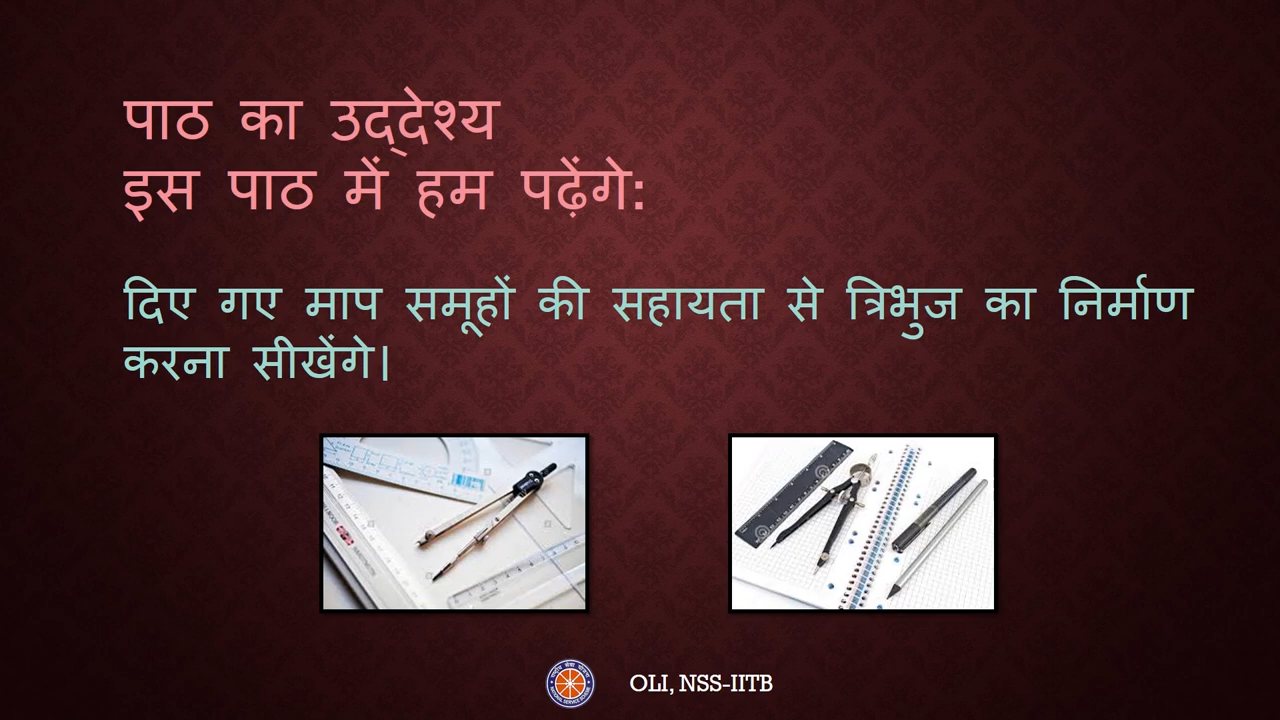 पाठ का उद्देश्य
इस पाठ में हम पढ़ेंगे:
दिए गए माप समूहों की सहायता से त्रिभुज का निर्माण
करना सीखेंगे|
OLI, NSS-IITB